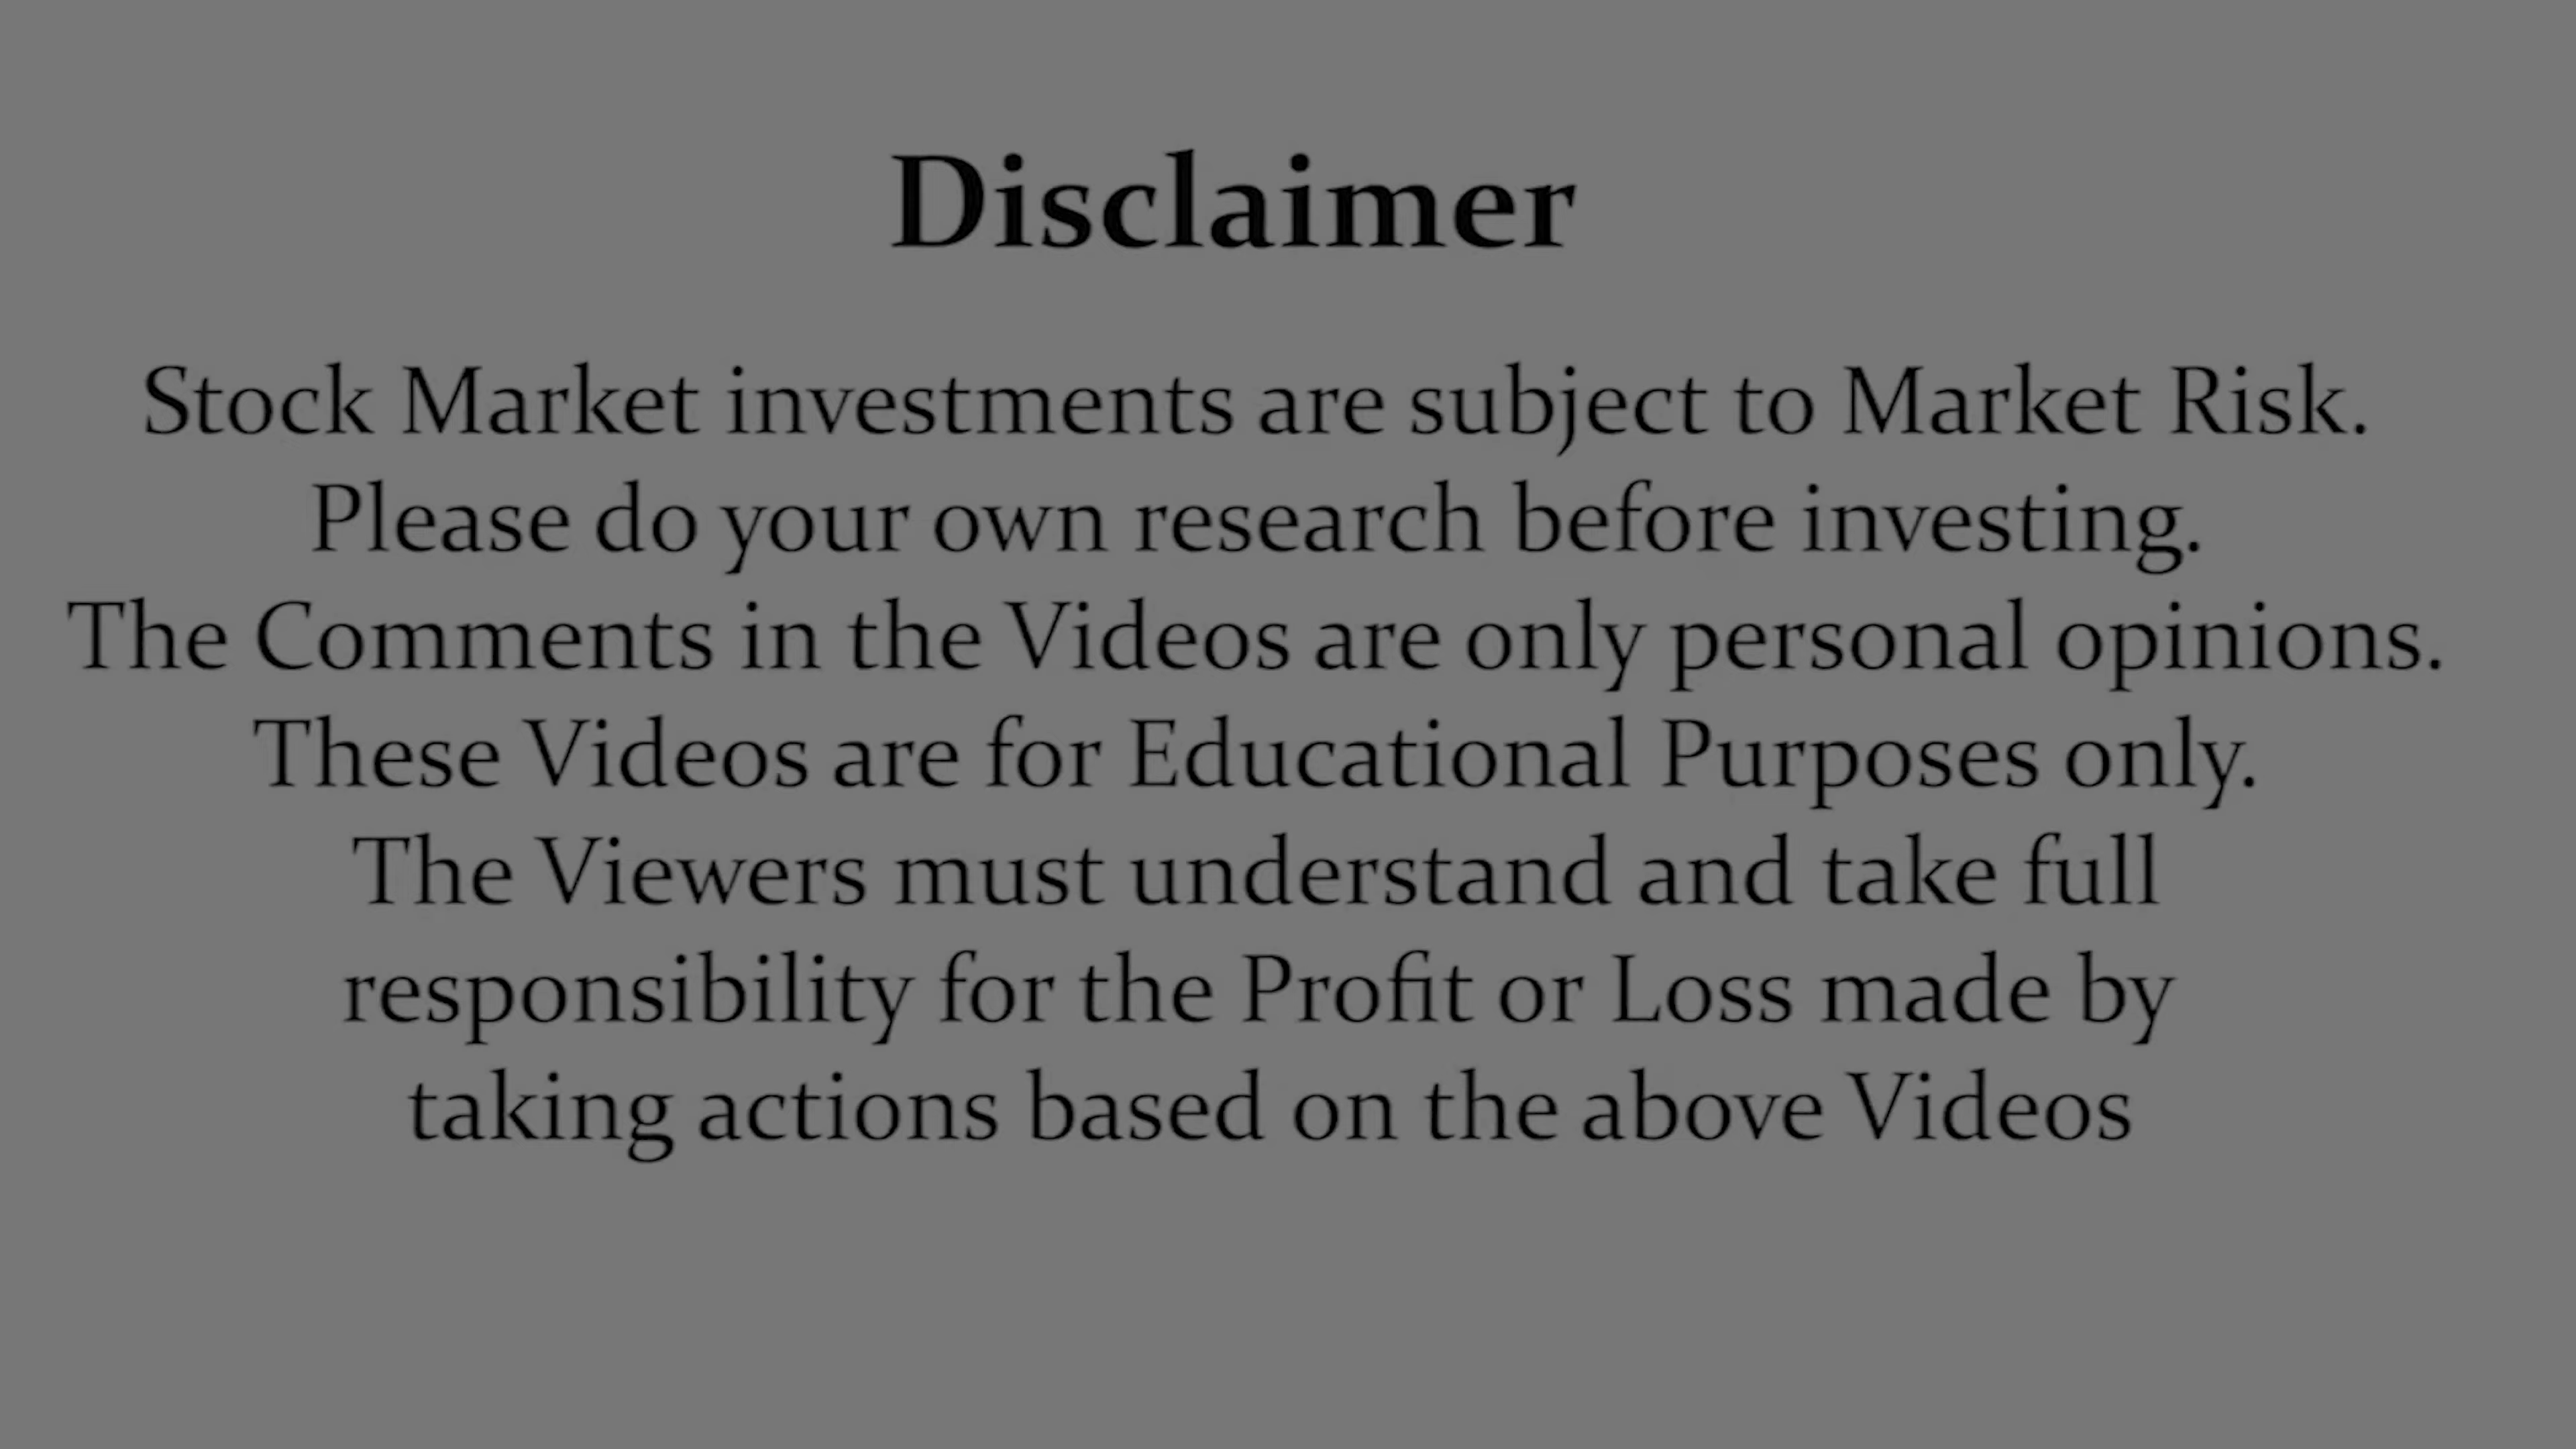 Disclaimer
Stock Market investments are subject to Market Risk.
Please do your own research before investing.
The Comments in the Videos are only personal opinions.
These Videos are for Educational Purposes only.
The Viewers must understand and take full
responsibility for the Profit or Loss made by
taking actions based on the above Videos